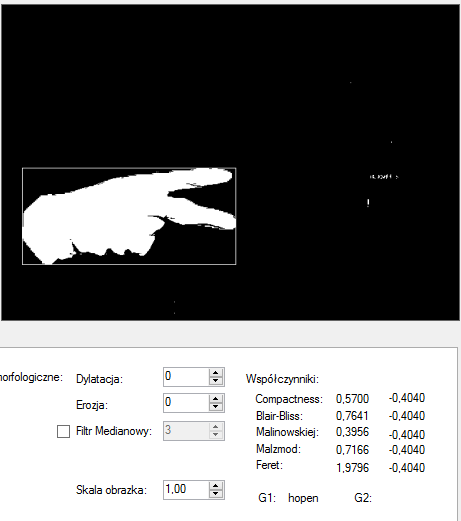 norfologiczne: Dylatacja: 0 Współczynniki:
Compactness: 0,5700 -0,4040
Erozja: 0 Blair-Bliss: 0,7641 -0,4040
Filtr Medianowy: 3 Malinowskiej: 0,3956 -0,4040
Malzmod: 0,7166 -0,4040
Feret: 1,9796 -0,4040
Skala obrazka: 1,00 G1: hopen G2: